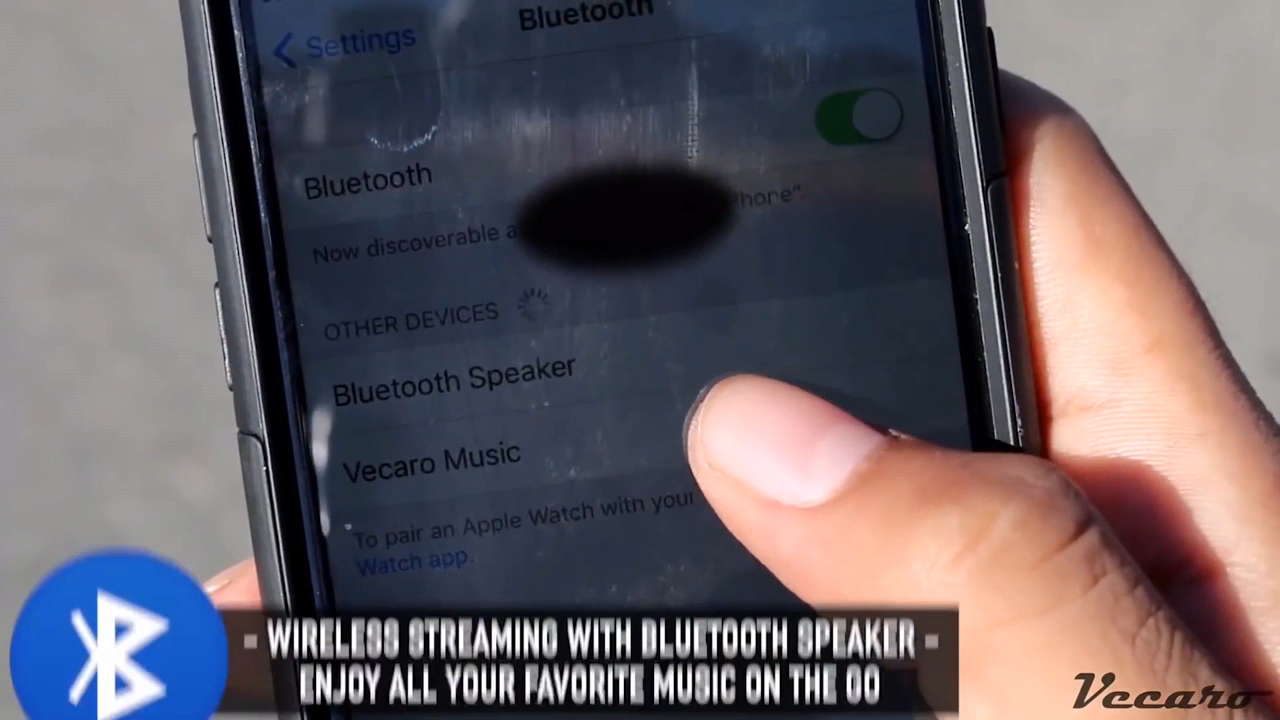 Settings
Bluetooth
Bluetooth
Now discoverable a Phone".
OTHER DEVICES
Bluetooth Speaker
Vecaro Music
To pair an Apple Watch with your
Watch app.
- WIRELESS STREAMING WITH BLUETOOTH SPEAKER -
ENJOY ALL YOUR FAVORITE MUSIC ON THE GO
Vecaro